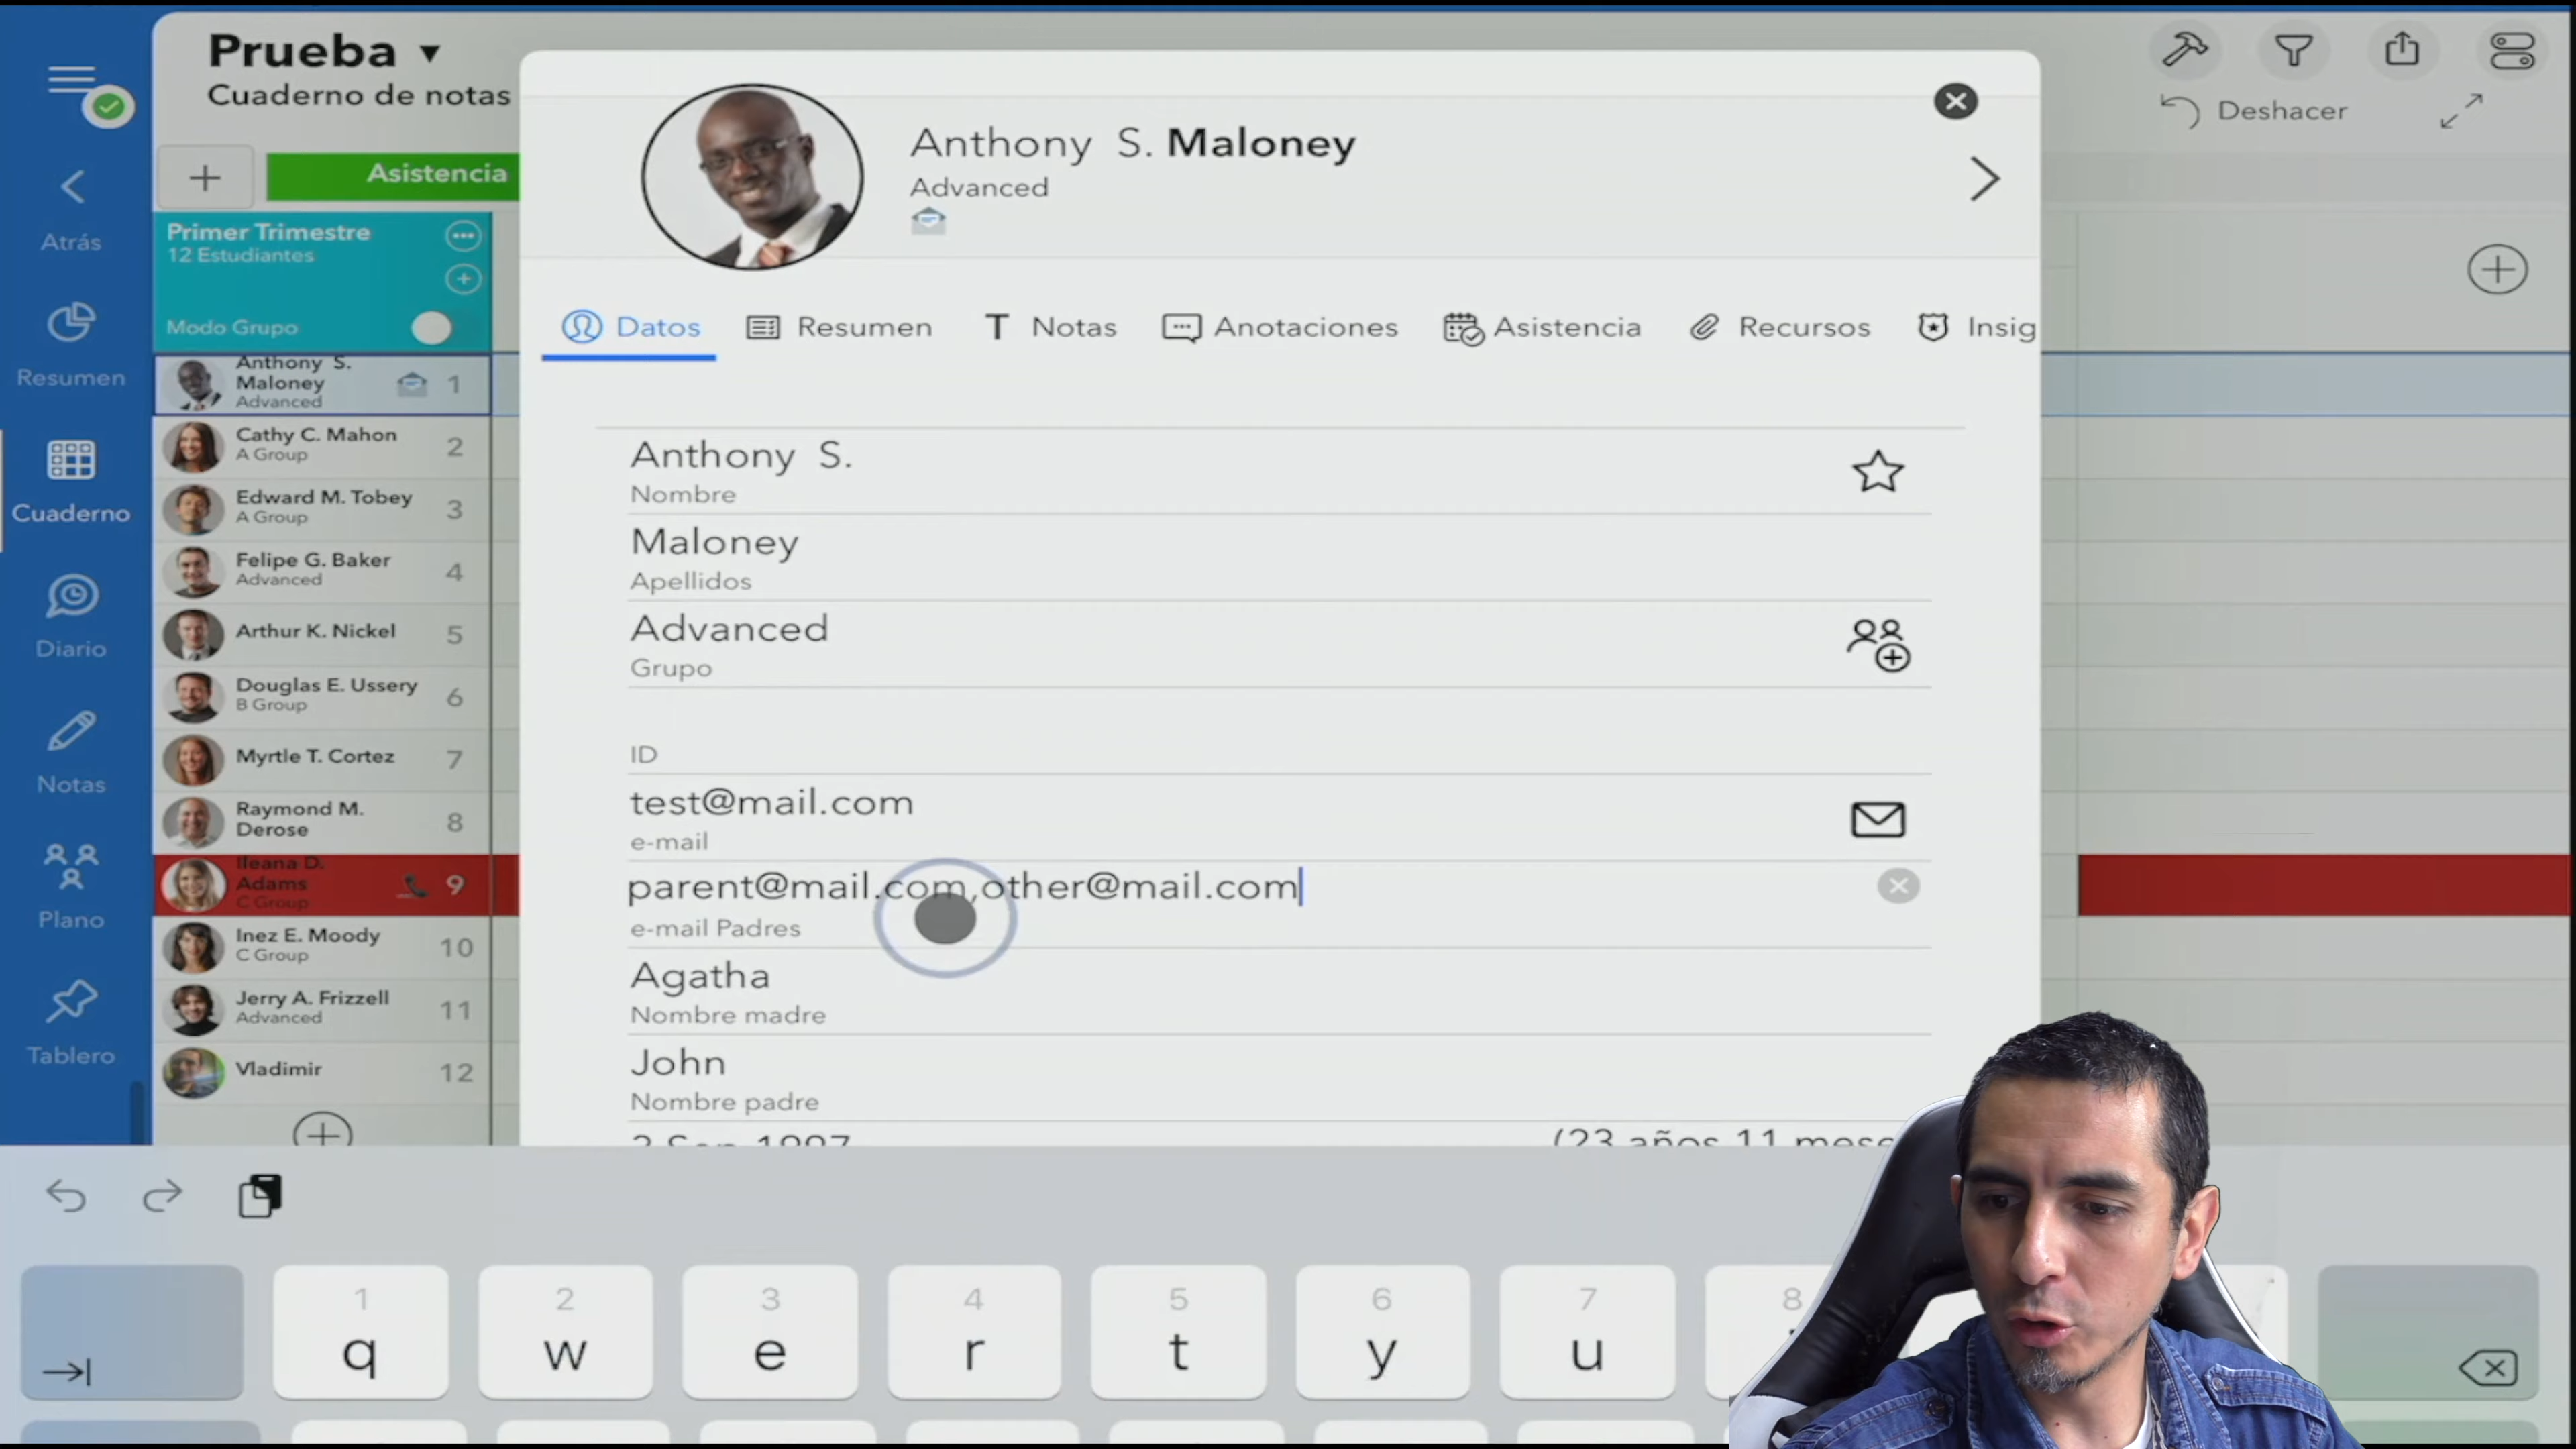 Prueba ▼
Cuaderno de notas
Deshacer
Atrás
Resumen
Cuaderno
Diario
Notas
Plano
Tablero
Asistencia
Primer Trimestre
12 Estudiantes
Modo Grupo
Anthony S. Maloney
Advanced
1
Cathy C. Mahon
A Group
2
Edward M. Tobey
A Group
3
Felipe G. Baker
Advanced
4
Arthur K. Nickel
5
Douglas E. Ussery
B Group
6
Myrtle T. Cortez
7
Raymond M.
Derose
8
Ileana D.
Adams
C Group
9
Inez E. Moody
C Group
10
Jerry A. Frizzell
Advanced
11
Vladimir
12
Anthony S. Maloney
Advanced
Datos Resumen T Notas Anotaciones Asistencia Recursos Insig
Anthony S.
Nombre
Maloney
Apellidos
Advanced
Grupo
ID
test@mail.com
e-mail
parent@mail.com,other@mail.com
e-mail Padres
Agatha
Nombre madre
John
Nombre padre
(23 años 11 mese
1 2 3 4 5 6 7 8
q w e r t y u